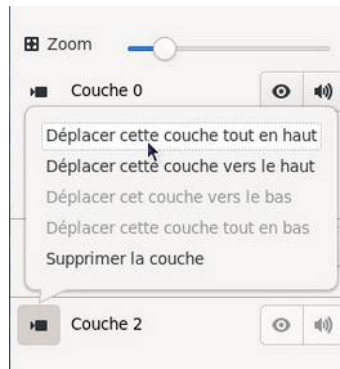 Zoom
Couche 0
Déplacer cette couche tout en haut
Déplacer cette couche vers le haut
Déplacer cet couche vers le bas
Déplacer cette couche tout en bas
Supprimer la couche
Couche 2